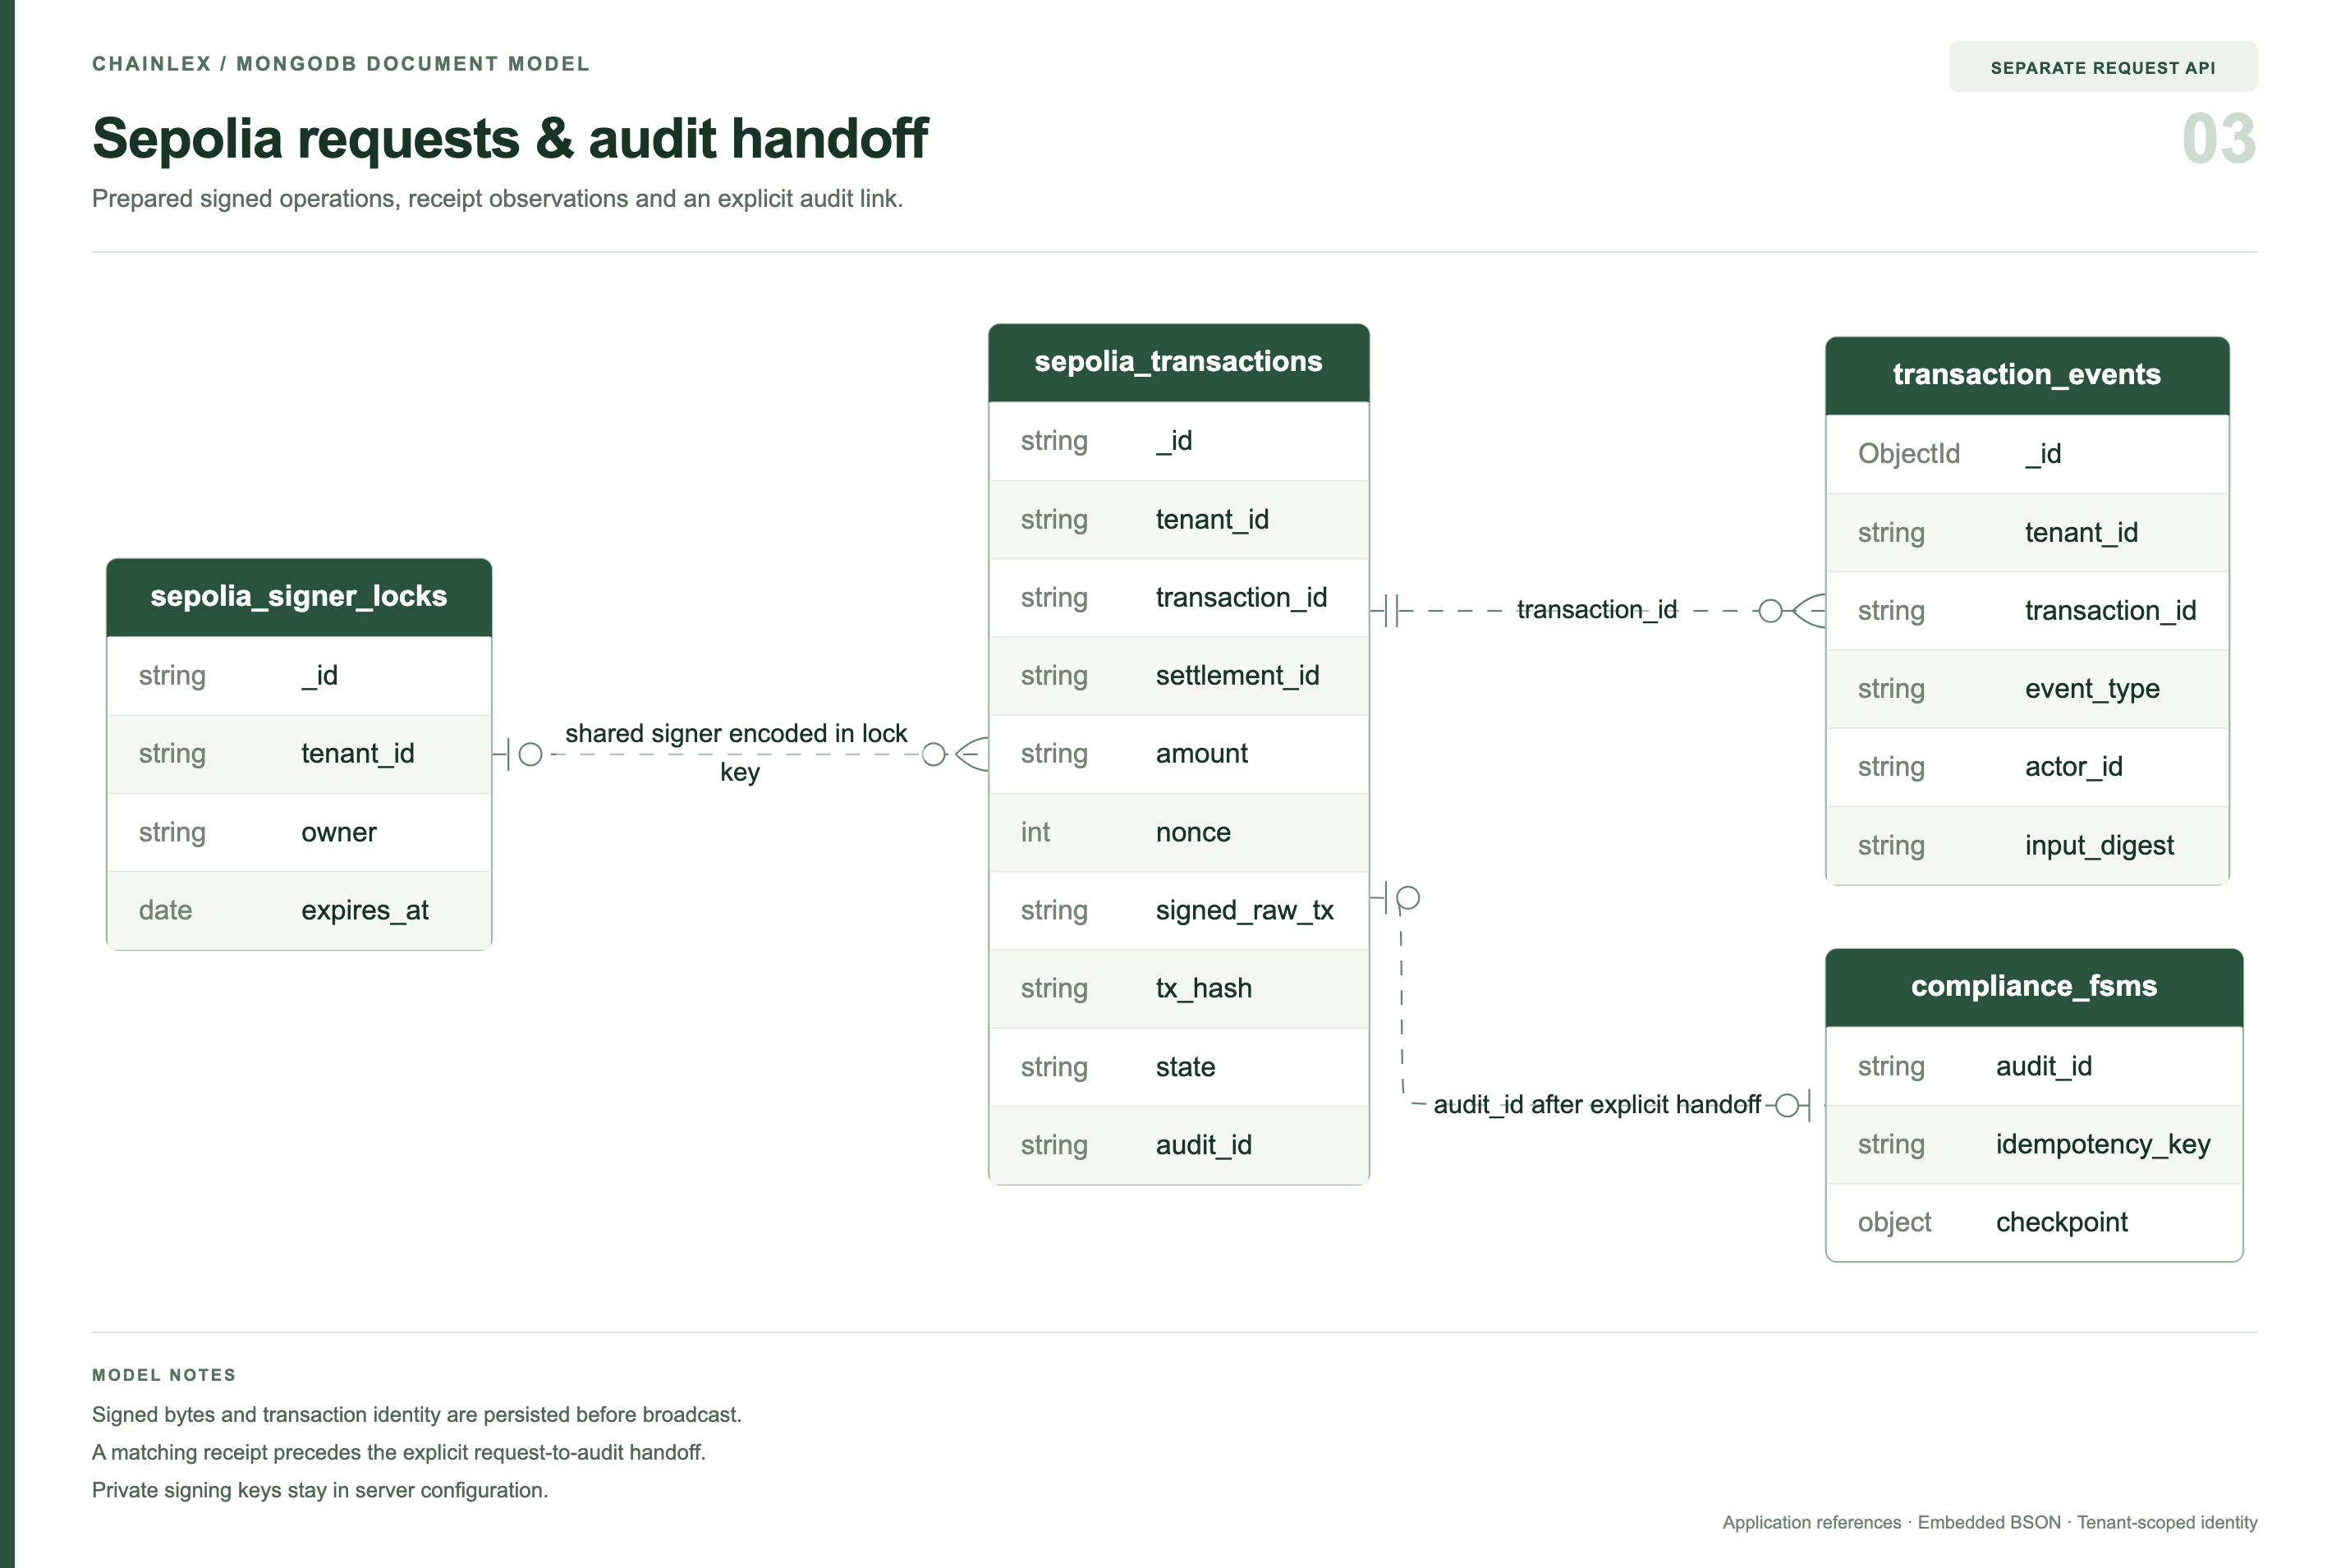 CHAINLEX / MONGODB DOCUMENT MODEL
SEPARATE REQUEST API
Sepolia requests & audit handoff
03
Prepared signed operations, receipt observations and an explicit audit link.
sepolia_signer_locks
string _id
string tenant_id
string owner
date expires_at
shared signer encoded in lock
key
sepolia_transactions
string _id
string tenant_id
string transaction_id
string settlement_id
string amount
int nonce
string signed_raw_tx
string tx_hash
string state
string audit_id
transaction_id
audit_id after explicit handoff
transaction_events
ObjectId _id
string tenant_id
string transaction_id
string event_type
string actor_id
string input_digest
compliance_fsms
string audit_id
string idempotency_key
object checkpoint
MODEL NOTES
Signed bytes and transaction identity are persisted before broadcast.
A matching receipt precedes the explicit request-to-audit handoff.
Private signing keys stay in server configuration.
Application references · Embedded BSON · Tenant-scoped identity